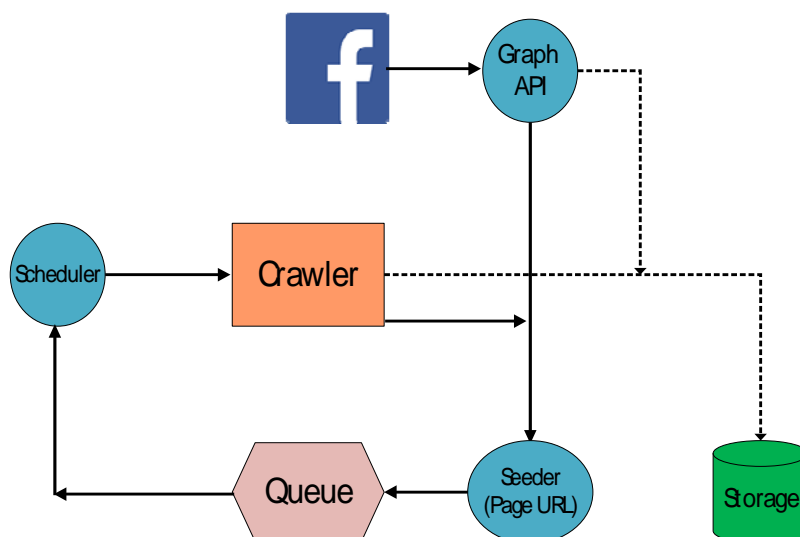 f
Graph
API
Scheduler
Crawler
Queue
Seeder
(Page URL)
Storage